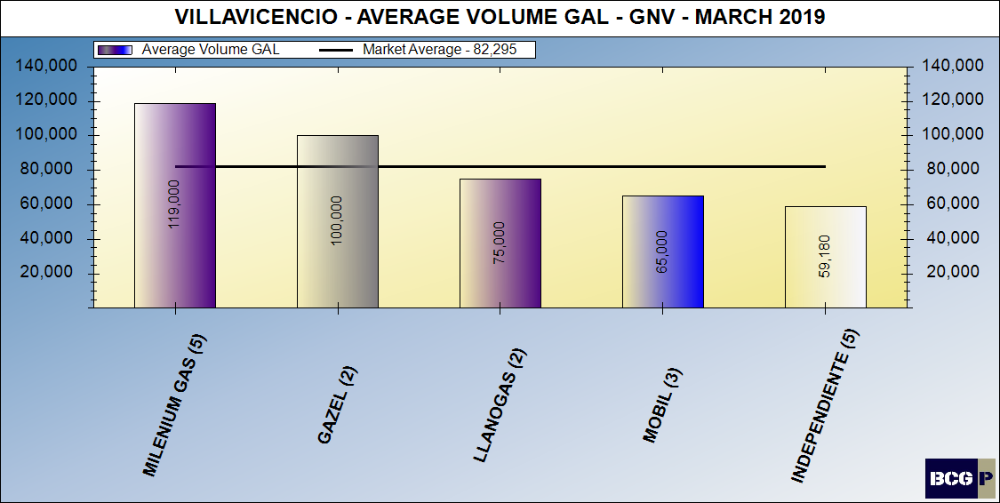 VILLAVICENCIO - AVERAGE VOLUME GAL - GNV - MARCH 2019
Average Volume GAL Market Average - 82,295
140,000 140,000
120,000 120,000
100,000 100,000
80,000 80,000
60,000 60,000
40,000 40,000
20,000 20,000
119,000
100,000
75,000
65,000
59,180
MILENIUM GAS (5)
GAZEL (2)
LLANOGAS (2)
MOBIL (3)
INDEPENDIENTE (5)
BCG P